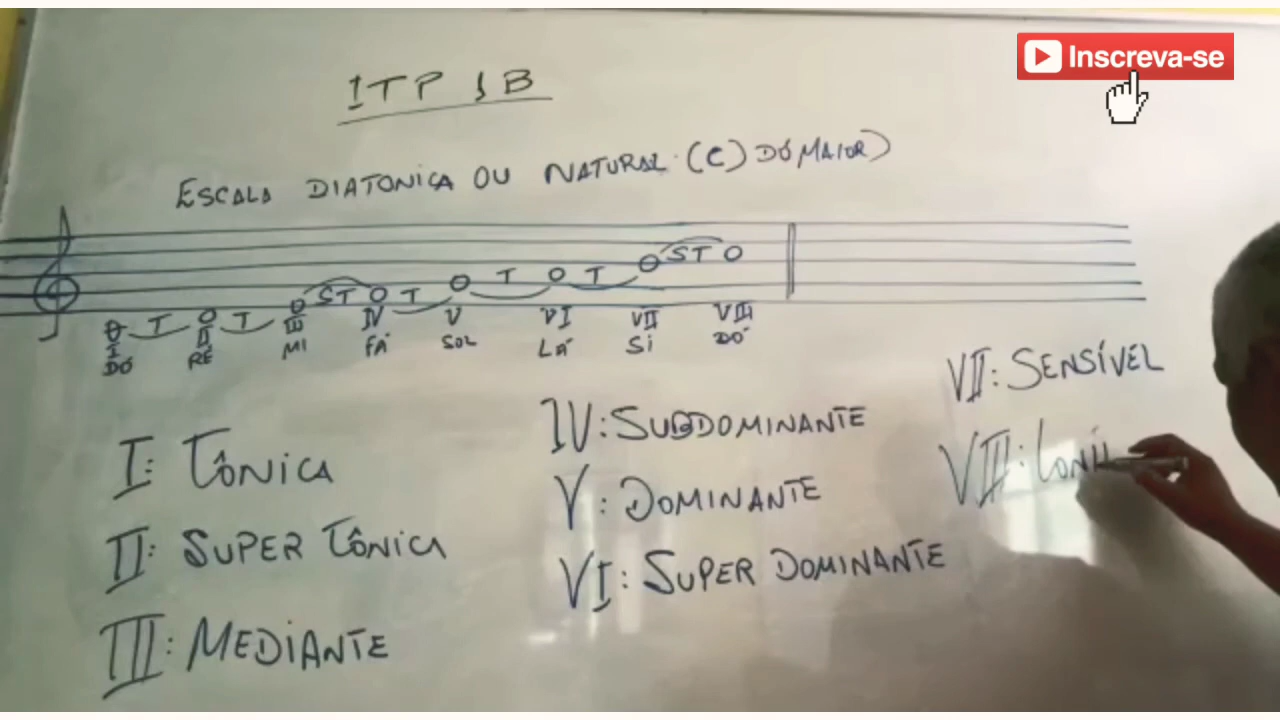 Inscreva-se
ITP 1B
ESCALA DIATONICA OU NATURAL. (C) DÓ MAIOR)
T T ST T T T ST
I II III IV V VI VII VIII
DÓ RÉ MI FÁ SOL LÁ SI DÓ
I: TÔNICA
II: SUPER TÔNICA
III: MEDIANTE
IV: SUBDOMINANTE
V: DOMINANTE
VI: SUPER DOMINANTE
VII: SENSÍVEL
VIII: